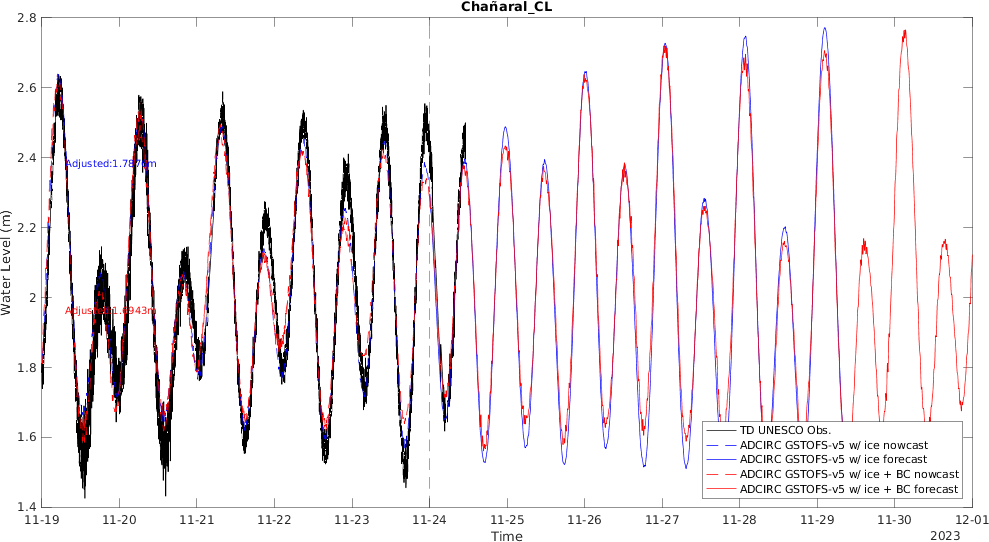 Chañaral_CL
2.8
2.6
2.4
2.2
2
1.8
1.6
1.4
Water Level (m)
11-19
11-20
11-21
11-22
11-23
11-24
11-25
11-26
11-27
11-28
11-29
11-30
12-01
Time
2023
TD UNESCO Obs.
ADCIRC GSTOFS-v5 w/ ice nowcast
ADCIRC GSTOFS-v5 w/ ice forecast
ADCIRC GSTOFS-v5 w/ ice + BC nowcast
ADCIRC GSTOFS-v5 w/ ice + BC forecast